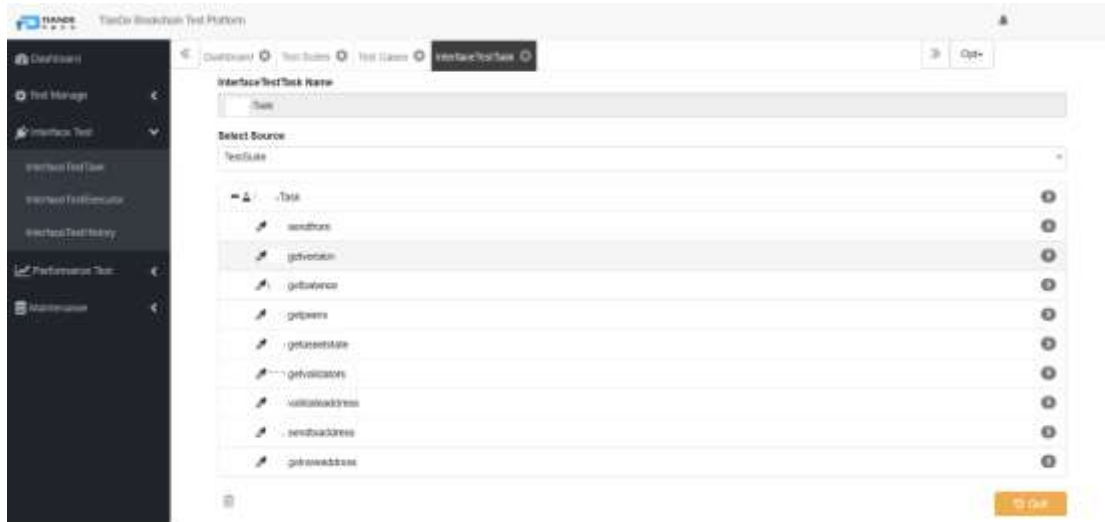 TIANDE
TianDe Blockchain Test Platform
Dashboard
Test Manage
Interface Test
InterfaceTestTask
InterfaceTestExecutor
InterfaceTestHistory
Performance Test
Maintenance
Dashboard Test Suites Test Cases InterfaceTestTask Opt
InterfaceTestTask Name
Task
Select Source
TestSuite
Task
sendfrom
getversion
getbalance
getpeers
getassetstate
getvalidators
validateaddress
sendtoaddress
getnewaddress
Quit